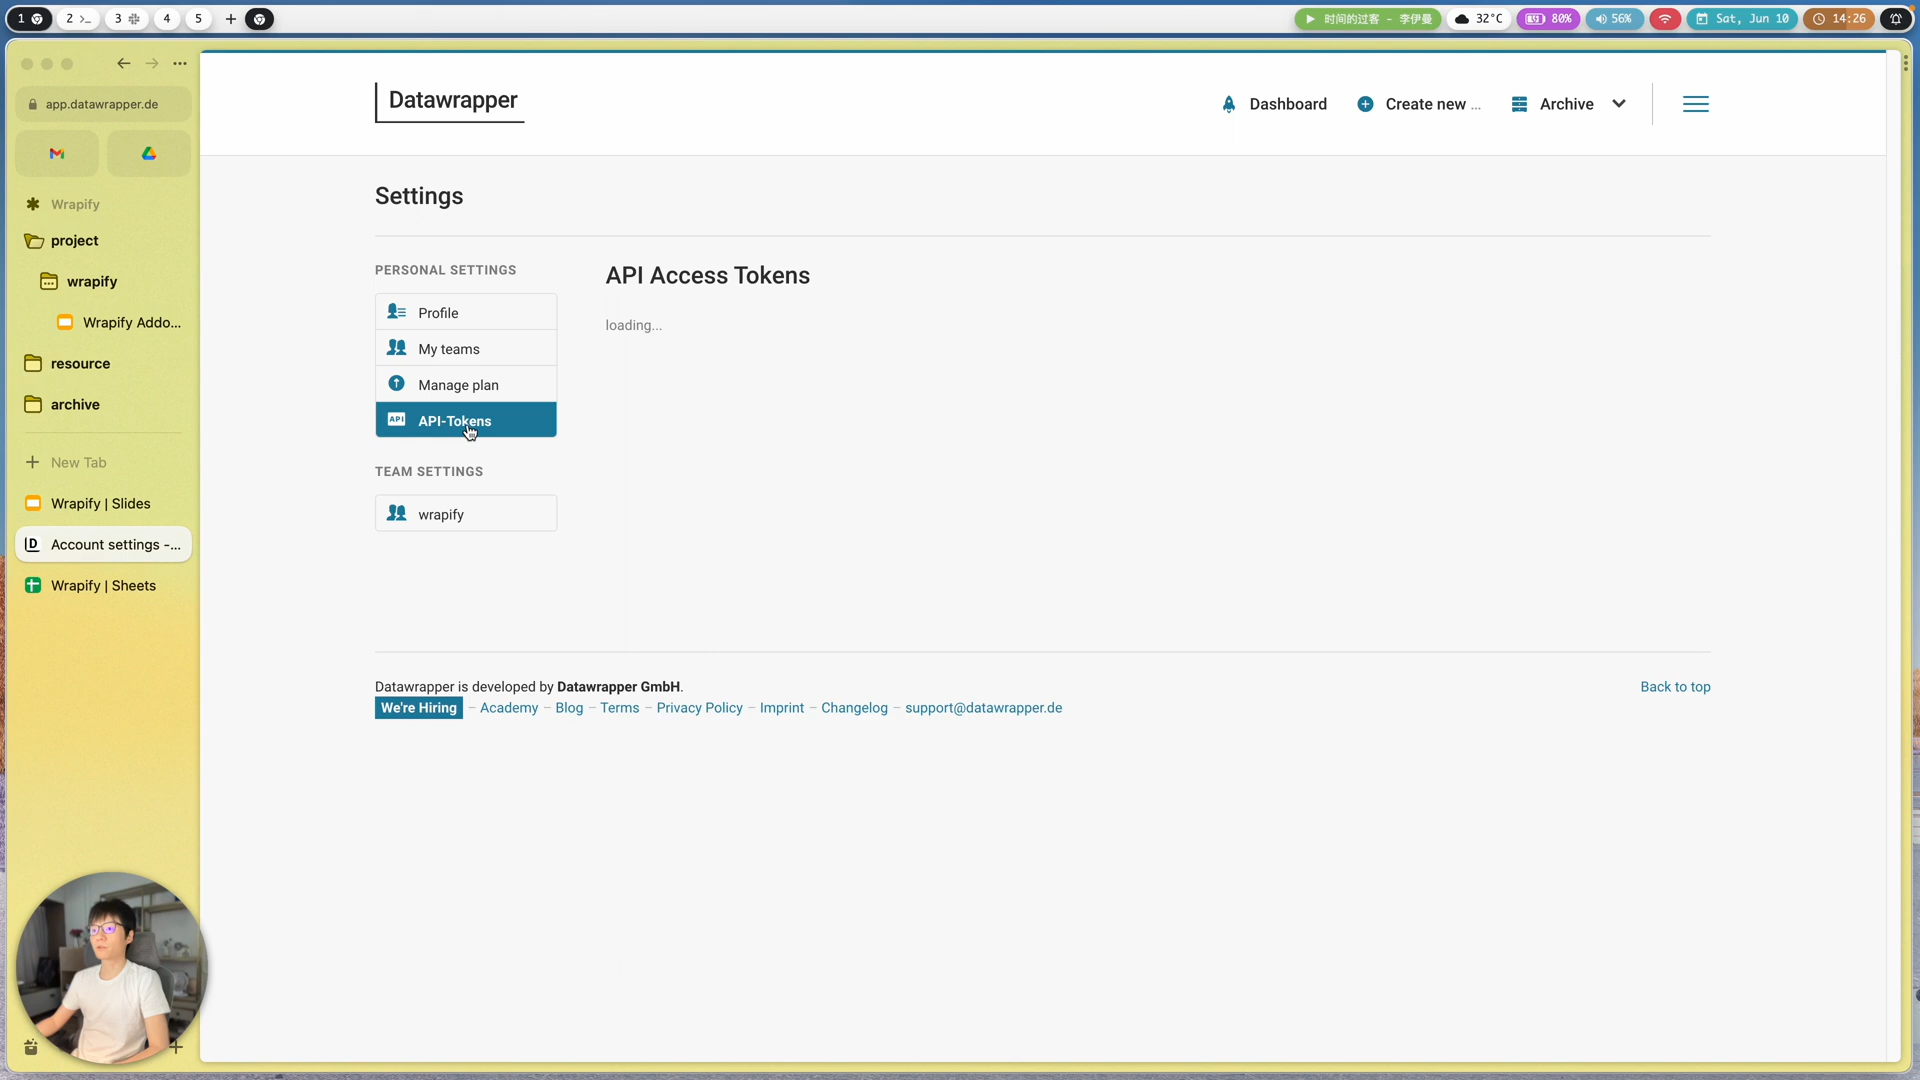 1
2
3
4
5
时间的过客 - 李伊曼
32°C
80%
56%
Sat, Jun 10
14:26
app.datawrapper.de
Wrapify
project
wrapify
Wrapify Addo...
resource
archive
New Tab
Wrapify | Slides
Account settings -...
Wrapify | Sheets
Datawrapper
Dashboard
Create new ...
Archive
Settings
PERSONAL SETTINGS
Profile
My teams
Manage plan
API API-Tokens
TEAM SETTINGS
wrapify
API Access Tokens
loading...
Datawrapper is developed by Datawrapper GmbH.
We're Hiring – Academy – Blog – Terms – Privacy Policy – Imprint – Changelog – support@datawrapper.de
Back to top